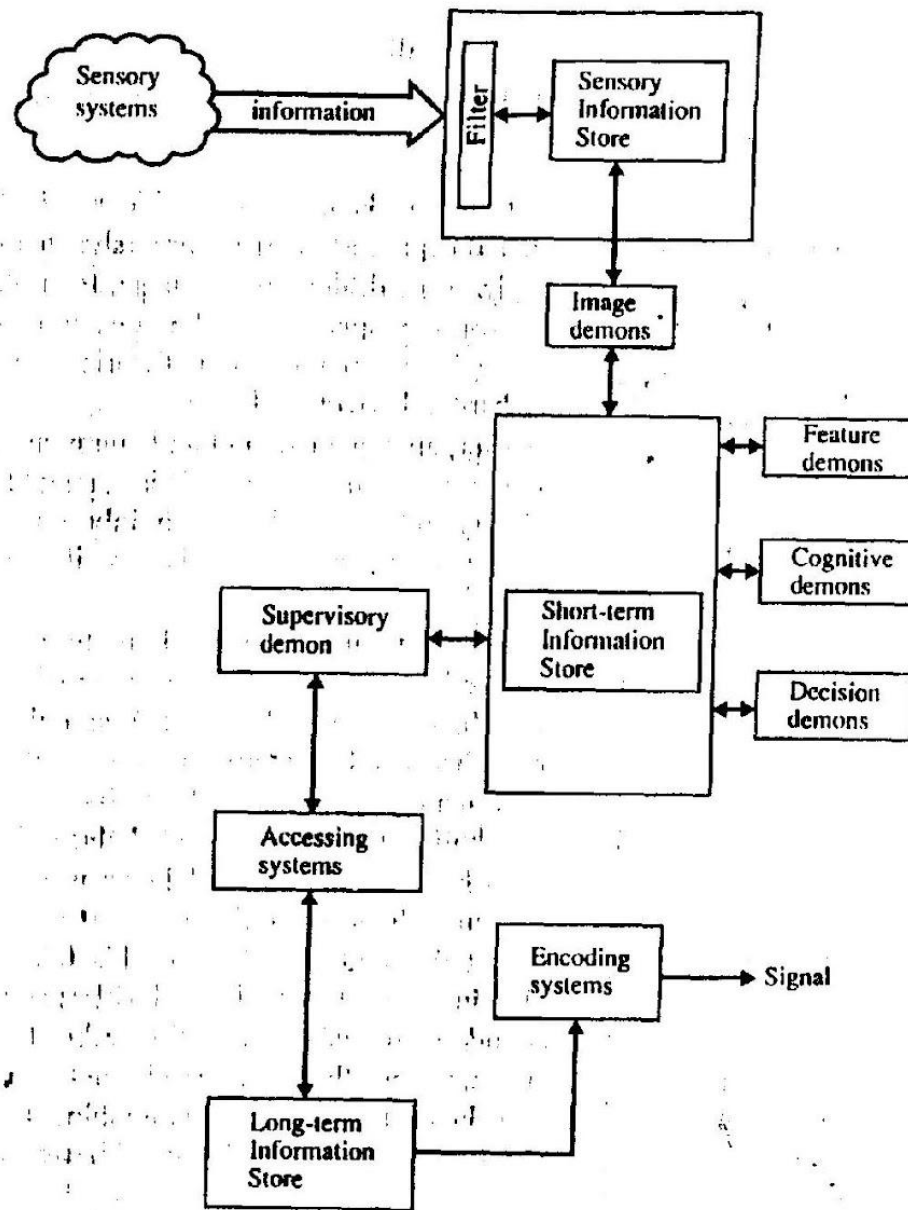 Sensory
systems
information
Filter
Sensory
Information
Store
Image
demons
Feature
demons
Cognitive
demons
Supervisory
demon
Short-term
Information
Store
Decision
demons
Accessing
systems
Encoding
systems
Signal
Long-term
Information
Store